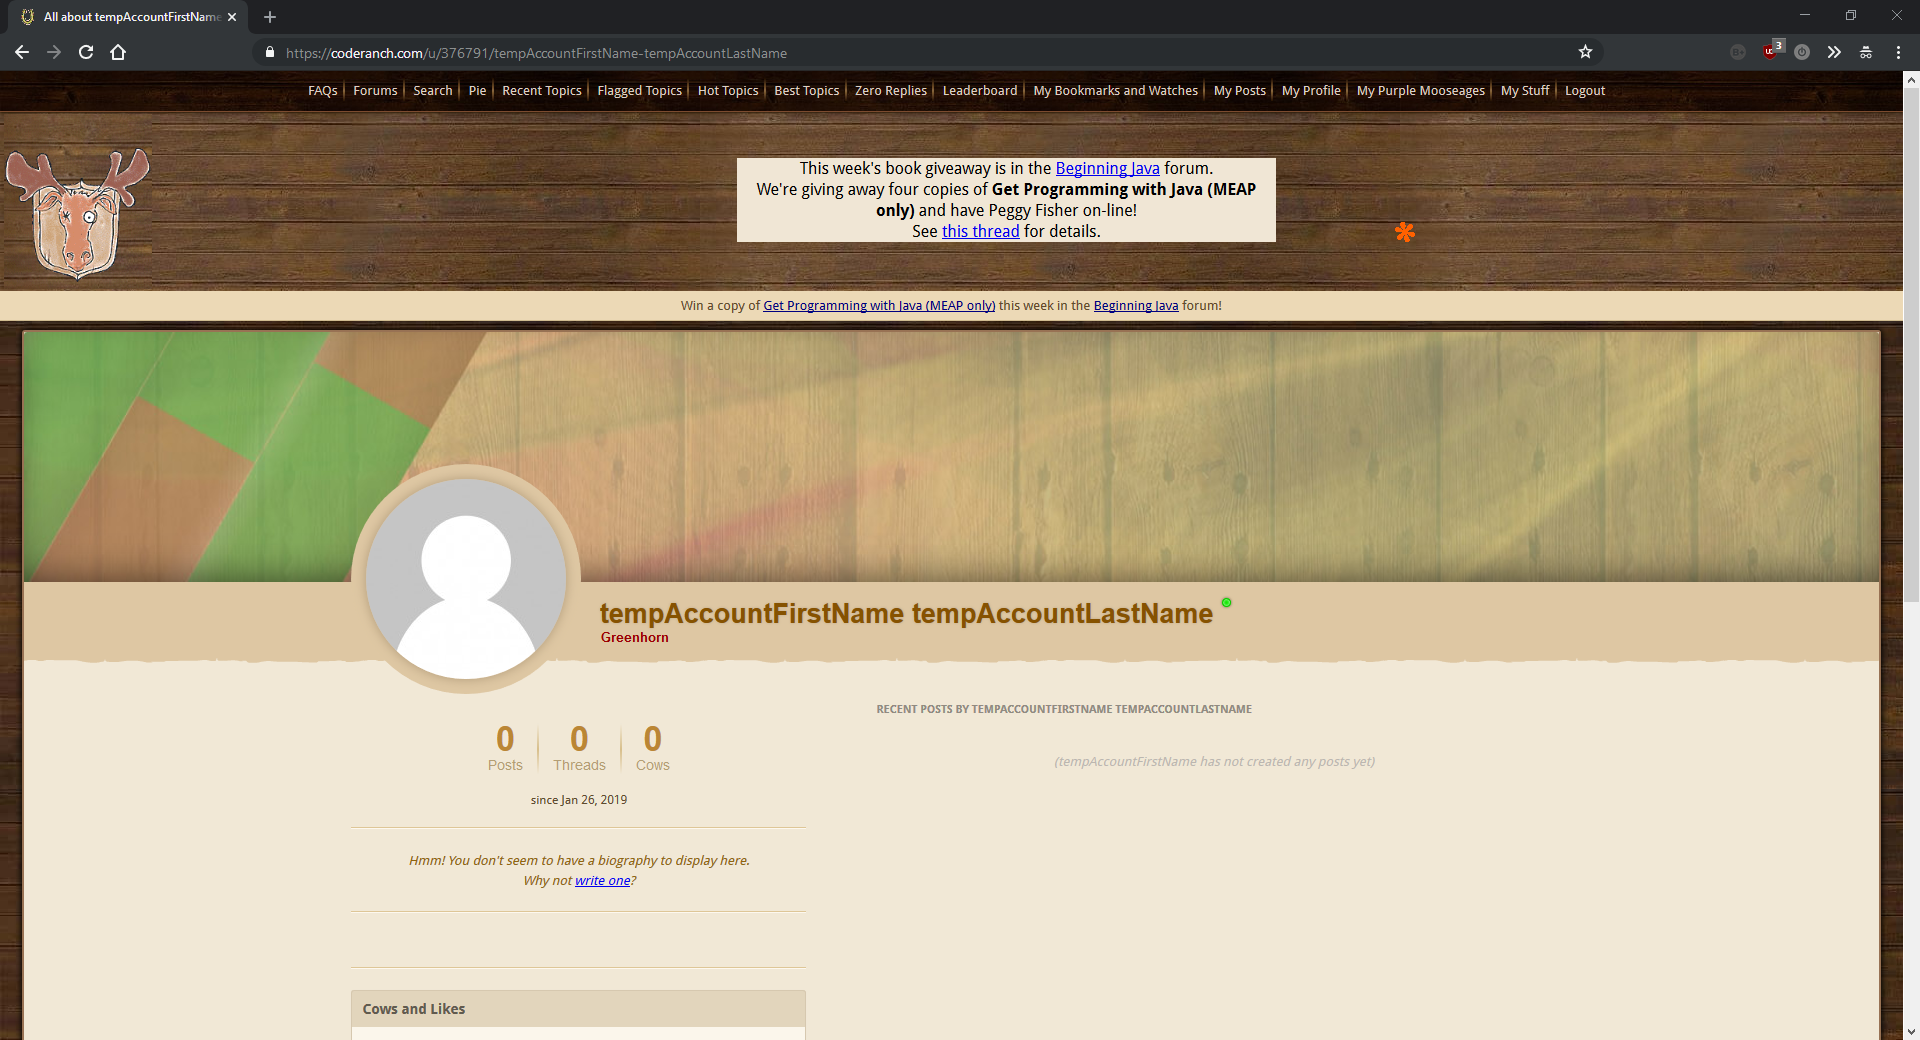 All about tempAccountFirstName
https://coderanch.com/u/376791/tempAccountFirstName-tempAccountLastName
3
FAQs Forums Search Pie Recent Topics Flagged Topics Hot Topics Best Topics Zero Replies Leaderboard My Bookmarks and Watches My Posts My Profile My Purple Mooseages My Stuff Logout
This week's book giveaway is in the Beginning Java forum.
We're giving away four copies of Get Programming with Java (MEAP
only) and have Peggy Fisher on-line!
See this thread for details.
Win a copy of Get Programming with Java (MEAP only) this week in the Beginning Java forum!
tempAccountFirstName tempAccountLastName
Greenhorn
RECENT POSTS BY TEMPACCOUNTFIRSTNAME TEMPACCOUNTLASTNAME
0 0 0
Posts Threads Cows
(tempAccountFirstName has not created any posts yet)
since Jan 26, 2019
Hmm! You don't seem to have a biography to display here.
Why not write one?
Cows and Likes